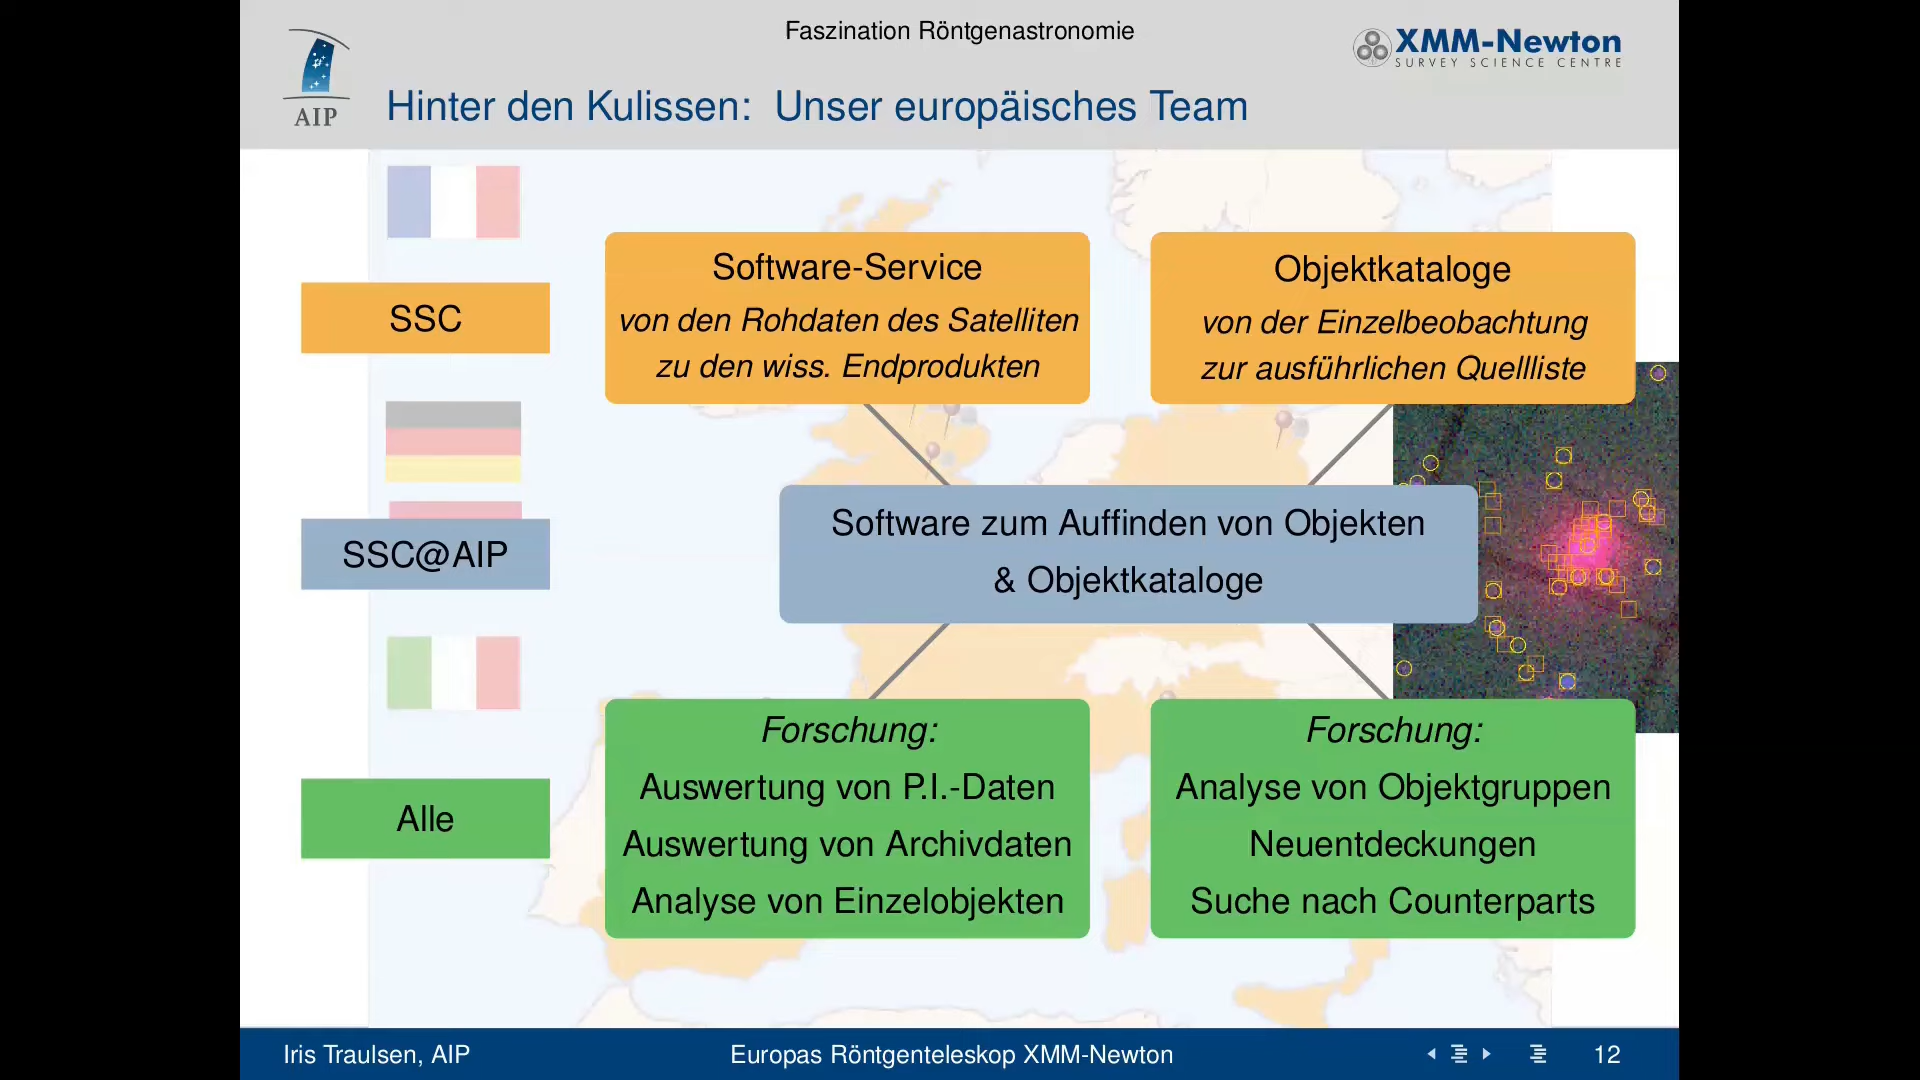 Faszination Röntgenastronomie
AIP
XMM-Newton
SURVEY SCIENCE CENTRE
Hinter den Kulissen: Unser europäisches Team
SSC
Software-Service
von den Rohdaten des Satelliten
zu den wiss. Endprodukten
Objektkataloge
von der Einzelbeobachtung
zur ausführlichen Quellliste
SSC@AIP
Software zum Auffinden von Objekten
& Objektkataloge
Alle
Forschung:
Auswertung von P.I.-Daten
Auswertung von Archivdaten
Analyse von Einzelobjekten
Forschung:
Analyse von Objektgruppen
Neuentdeckungen
Suche nach Counterparts
Iris Traulsen, AIP
Europas Röntgenteleskop XMM-Newton
12